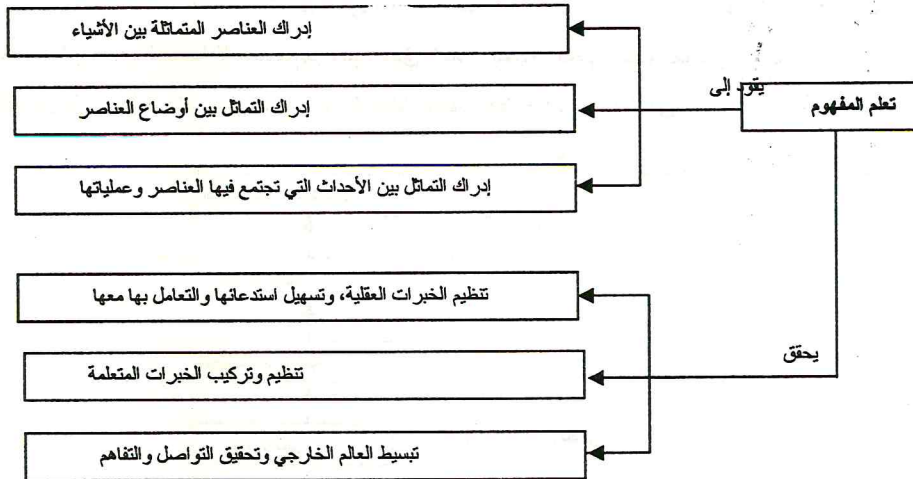 إدراك العناصر المتماثلة بين الأشياء
يقود إلى
تعلم المفهوم
إدراك التماثل بين أوضاع العناصر
إدراك التماثل بين الأحداث التي تجتمع فيها العناصر وعملياتها
تنظيم الخبرات العقلية، وتسهيل استدعائها والتعامل بها معها
يحقق
تنظيم وتركيب الخبرات المتعلمة
تبسيط العالم الخارجي وتحقيق التواصل والتفاهم